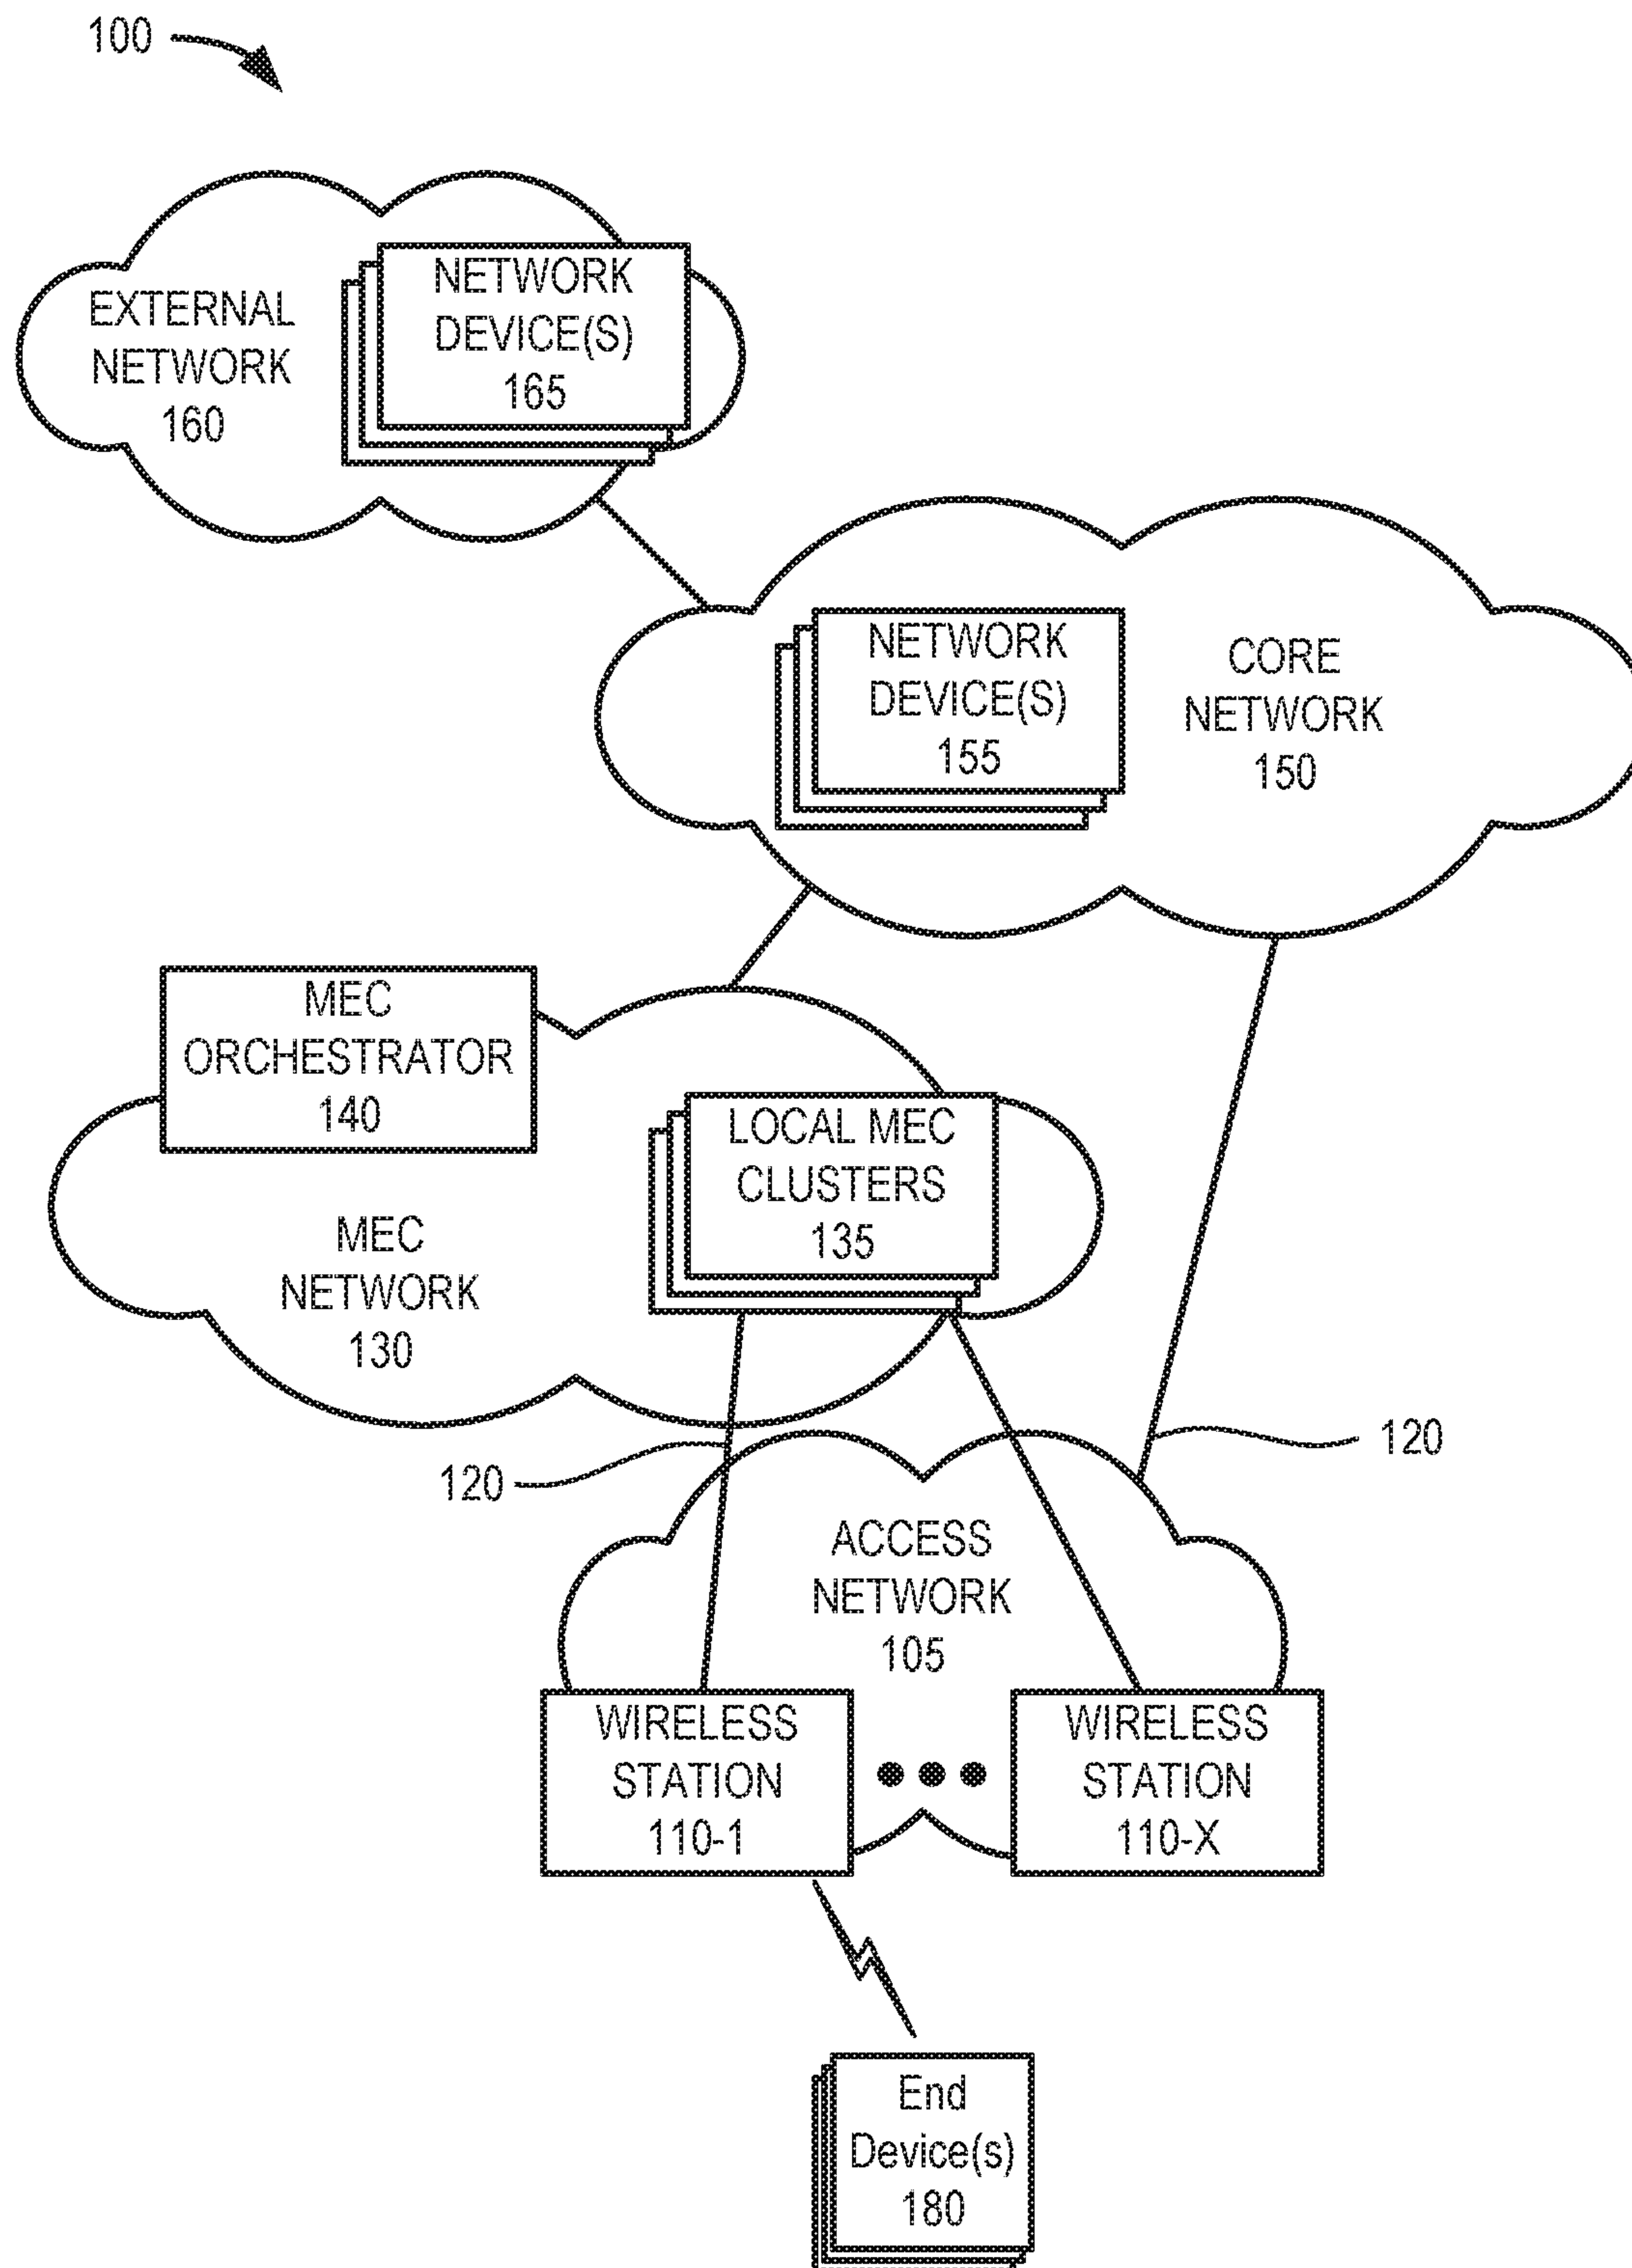 100
EXTERNAL
NETWORK
160
NETWORK
DEVICE(S)
165
NETWORK
DEVICE(S)
155
CORE
NETWORK
150
MEC
ORCHESTRATOR
140
LOCAL MEC
CLUSTERS
135
MEC
NETWORK
130
120
120
ACCESS
NETWORK
105
WIRELESS
STATION
110-1
WIRELESS
STATION
110-X
End
Device(s)
180